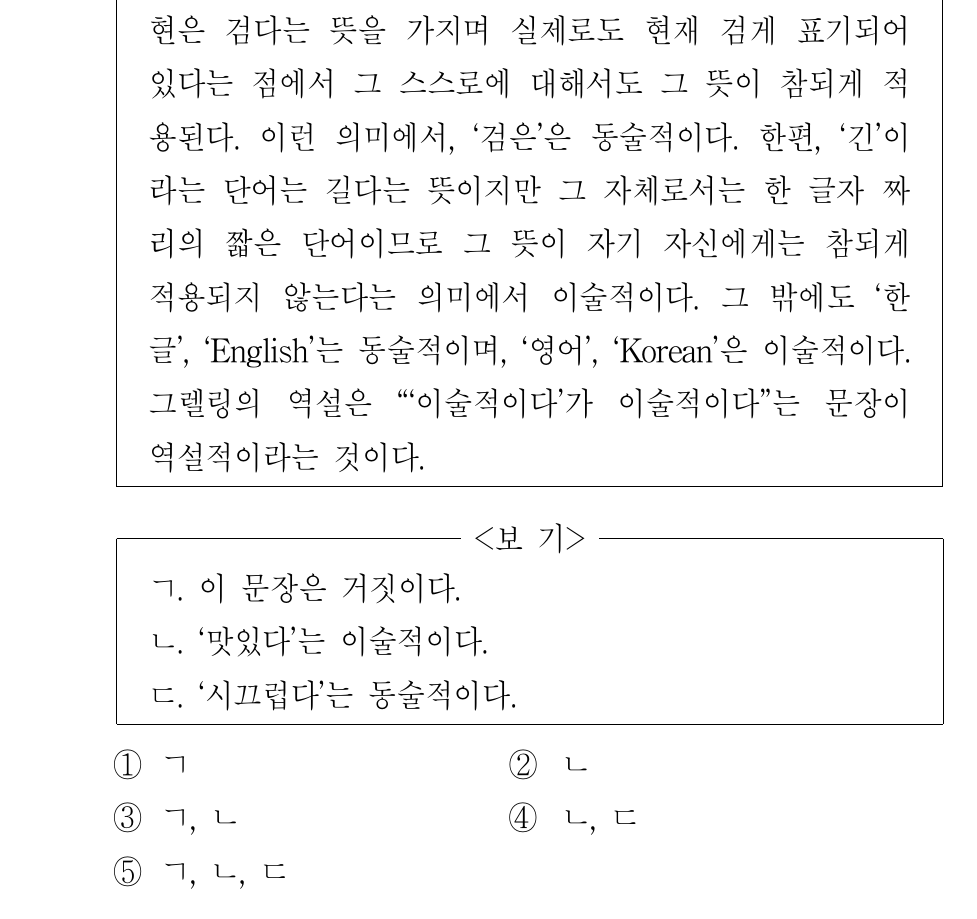 현은 검다는 뜻을 가지며 실제로도 현재 검게 표기되어
있다는 점에서 그 스스로에 대해서도 그 뜻이 참되게 적
용된다. 이런 의미에서, ‘검은’은 동술적이다. 한편, ‘긴’이
라는 단어는 길다는 뜻이지만 그 자체로서는 한 글자 짜
리의 짧은 단어이므로 그 뜻이 자기 자신에게는 참되게
적용되지 않는다는 의미에서 이술적이다. 그 밖에도 ‘한
글’, ‘English’는 동술적이며, ‘영어’, ‘Korean’은 이술적이다.
그렐링의 역설은 “‘이술적이다’가 이술적이다”는 문장이
역설적이라는 것이다.
<보 기>
ㄱ. 이 문장은 거짓이다.
ㄴ. ‘맛있다’는 이술적이다.
ㄷ. ‘시끄럽다’는 동술적이다.
① ㄱ ② ㄴ
③ ㄱ, ㄴ ④ ㄴ, ㄷ
⑤ ㄱ, ㄴ, ㄷ